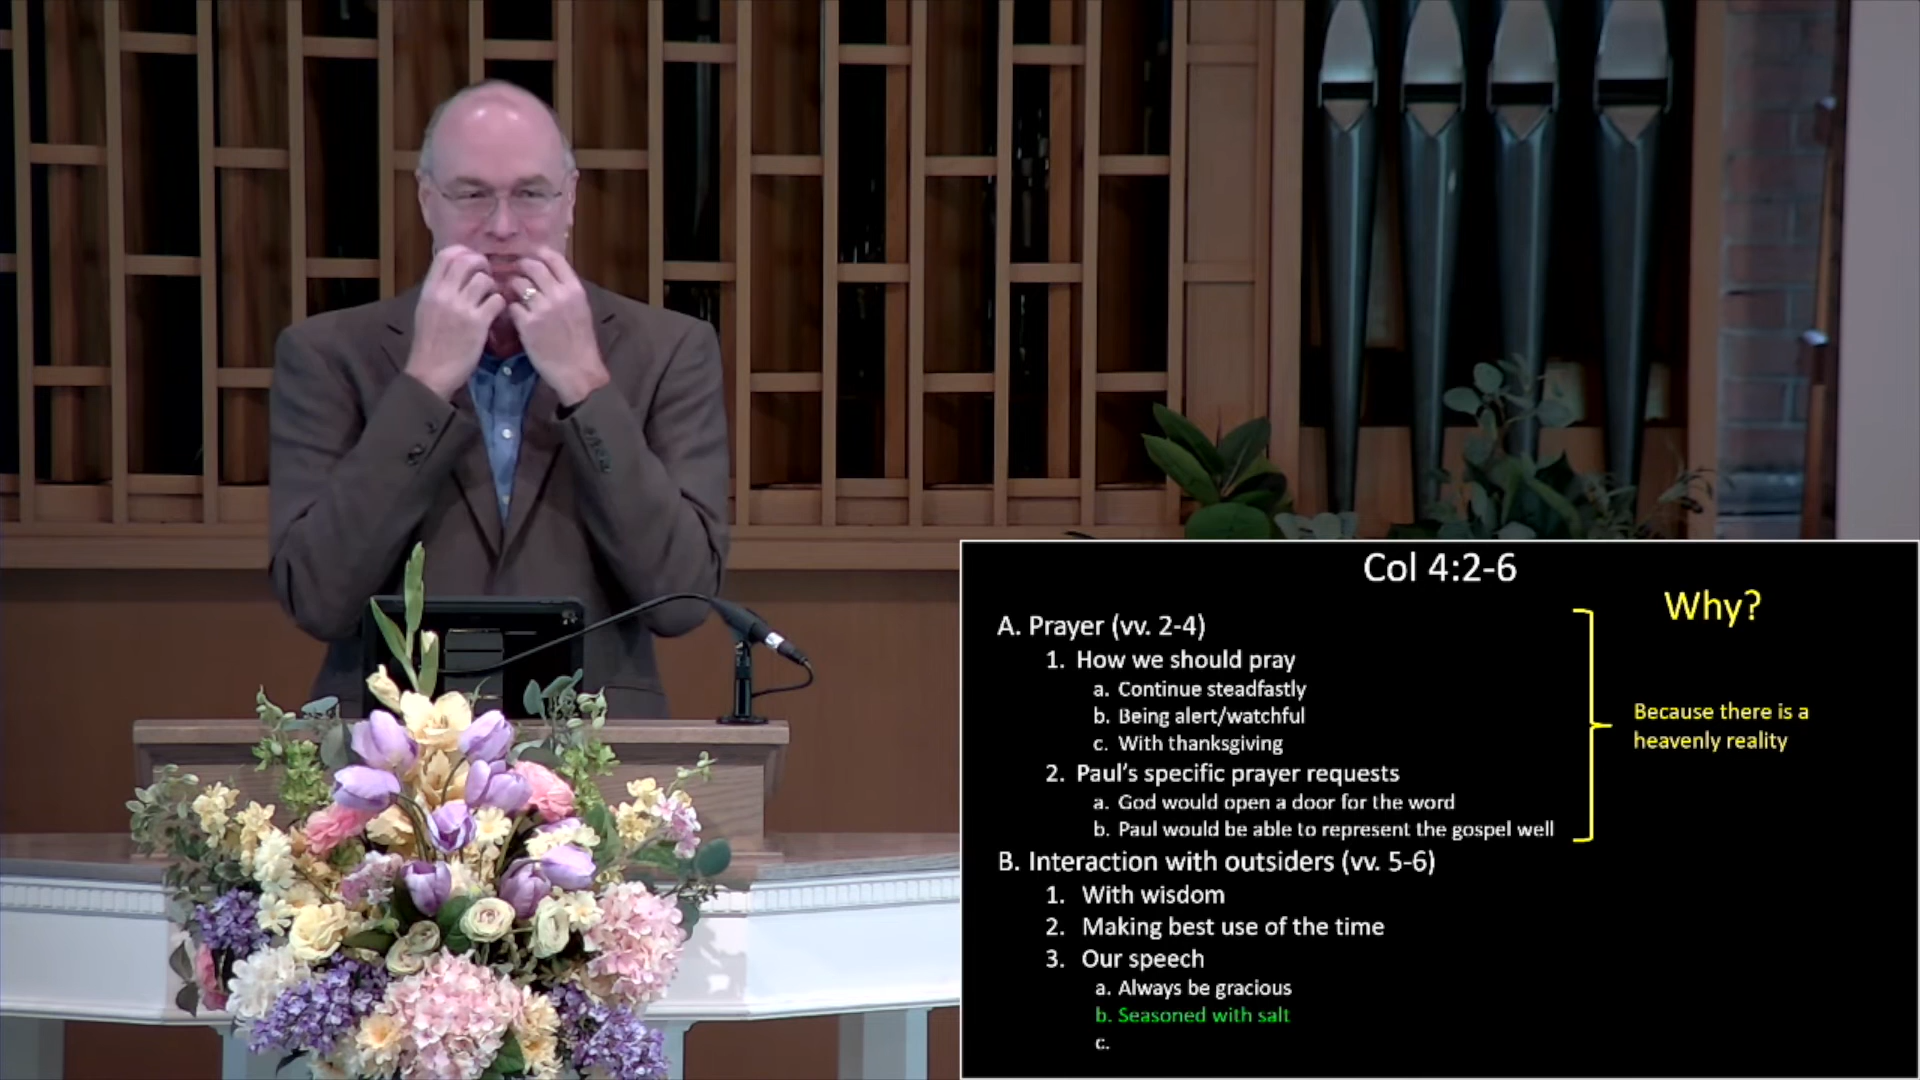 Col 4:2-6
Why?
A. Prayer (vv. 2-4)
1. How we should pray
a. Continue steadfastly
b. Being alert/watchful
c. With thanksgiving
2. Paul's specific prayer requests
a. God would open a door for the word
b. Paul would be able to represent the gospel well
Because there is a
heavenly reality
B. Interaction with outsiders (vv. 5-6)
1. With wisdom
2. Making best use of the time
3. Our speech
a. Always be gracious
b. Seasoned with salt
c.